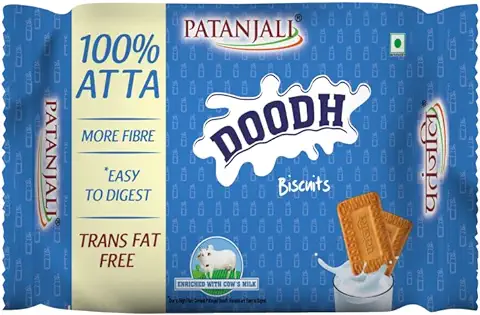 PATANJALI®
100%
ATTA
MORE FIBRE
*EASY
TO DIGEST
TRANS FAT
FREE
PATANJALI®
DOODH
Biscuits
ENRICHED WITH COW'S MILK
पतंजलि®